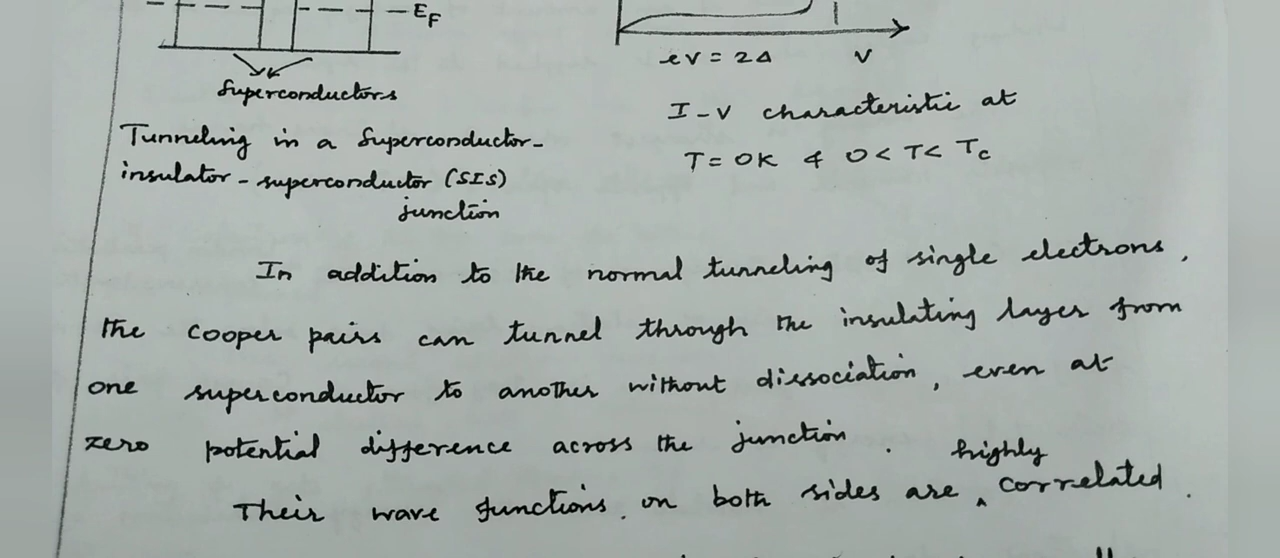 E_F
eV = 2Δ V
Superconductors
I-V characteristic at
T = 0K & 0 < T < Tc
Tunneling in a Superconductor-
insulator - superconductor (SIS)
junction
In addition to the normal tunneling of single electrons,
the cooper pairs can tunnel through the insulating layer from
one superconductor to another without dissociation, even at
zero potential difference across the junction.
Their wave functions on both sides are highly correlated.